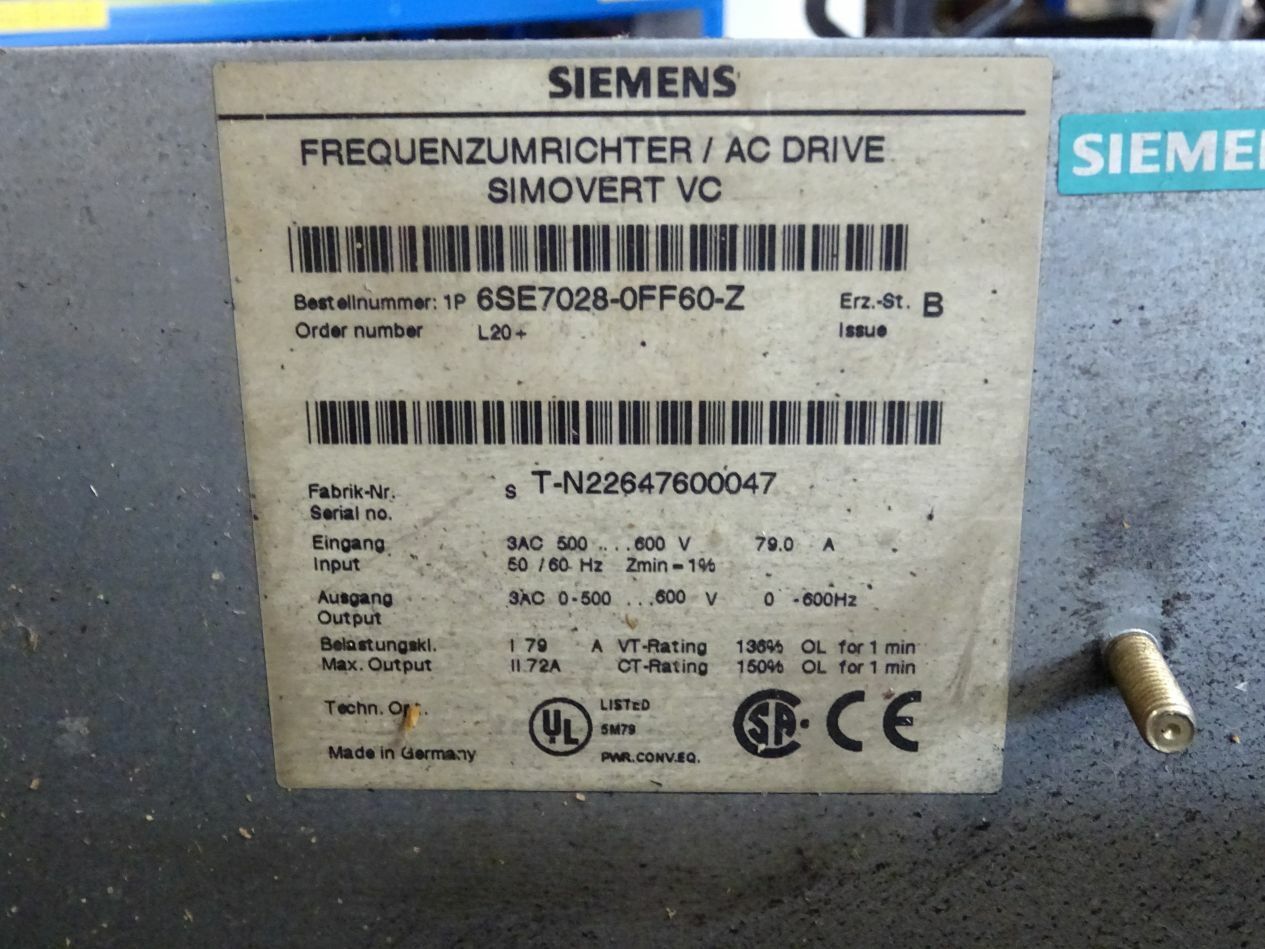 SIEMENS
SIEME
FREQUENZUMRICHTER / AC DRIVE
SIMOVERT VC
Bestellnummer: 1P 6SE7028-0FF60-Z Erz.-St. B
Order number L20+ Issue
Fabrik-Nr. S T-N22647600047
Serial no.
Eingang 3AC 500 ....600 V 79.0 A
Input 50 / 60 Hz Zmin = 1%
Ausgang 3AC 0-500 ...600 V 0 -600Hz
Output
Belastungskl. I 79 A VT-Rating 136% OL for 1 min
Max. Output II.72A CT-Rating 150% OL for 1 min
Techn.
UL LISTED
5M79
PWR.CONV.EQ.
SA CE
Made in Germany